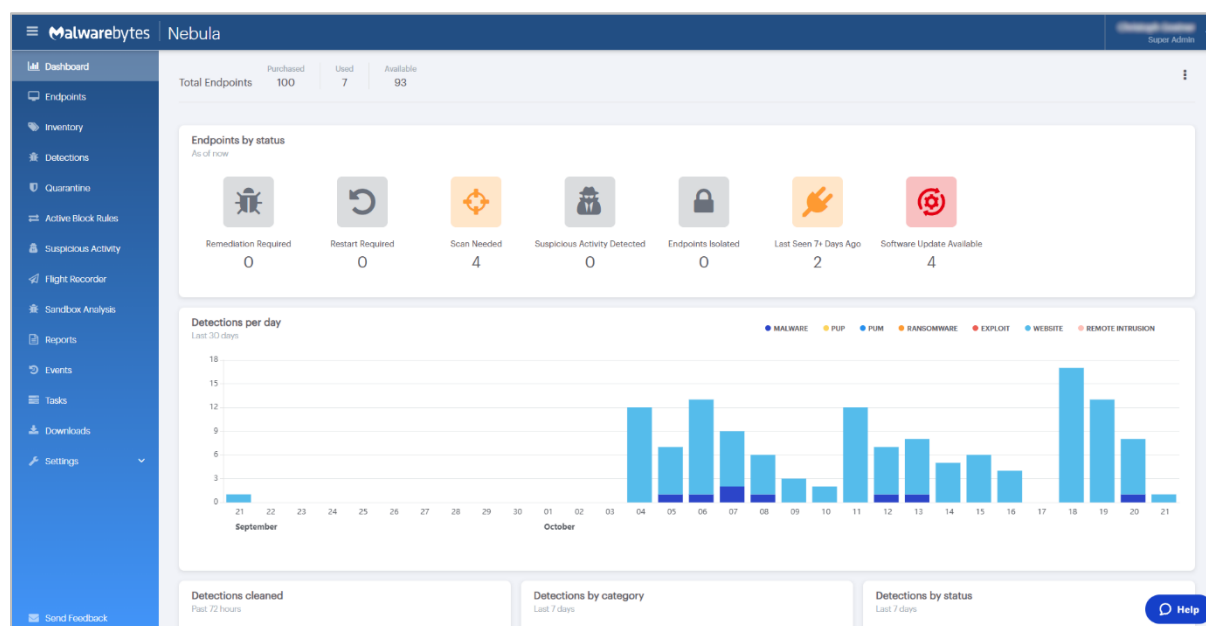 Malwarebytes Nebula
Super Admin
Dashboard
Endpoints
Inventory
Detections
Quarantine
Active Block Rules
Suspicious Activity
Flight Recorder
Sandbox Analysis
Reports
Events
Tasks
Downloads
Settings
Send Feedback
Purchased Used Available
Total Endpoints 100 7 93
Endpoints by status
As of now
Remediation Required Restart Required Scan Needed Suspicious Activity Detected Endpoints Isolated Last Seen 7+ Days Ago Software Update Available
0 0 4 0 0 2 4
Detections per day
Last 30 days
MALWARE PUP PUM RANSOMWARE EXPLOIT WEBSITE REMOTE INTRUSION
18
15
12
9
6
3
0
21 22 23 24 25 26 27 28 29 30 01 02 03 04 05 06 07 08 09 10 11 12 13 14 15 16 17 18 19 20 21
September October
Detections cleaned
Past 72 hours
Detections by category
Last 7 days
Detections by status
Last 7 days
Help